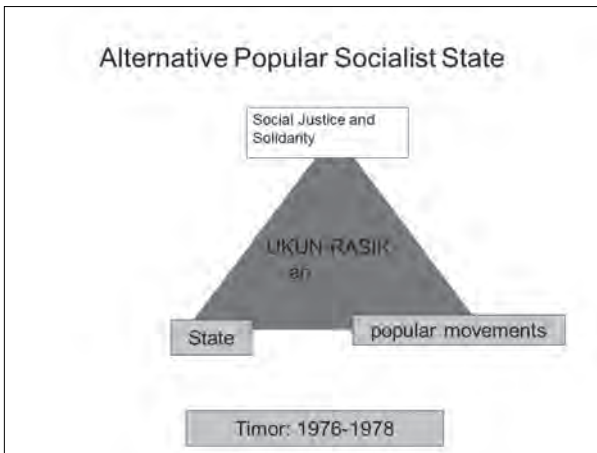 Alternative Popular Socialist State
Social Justice and
Solidarity
UKUN-RASIK-
an
State
popular movements
Timor: 1976-1978